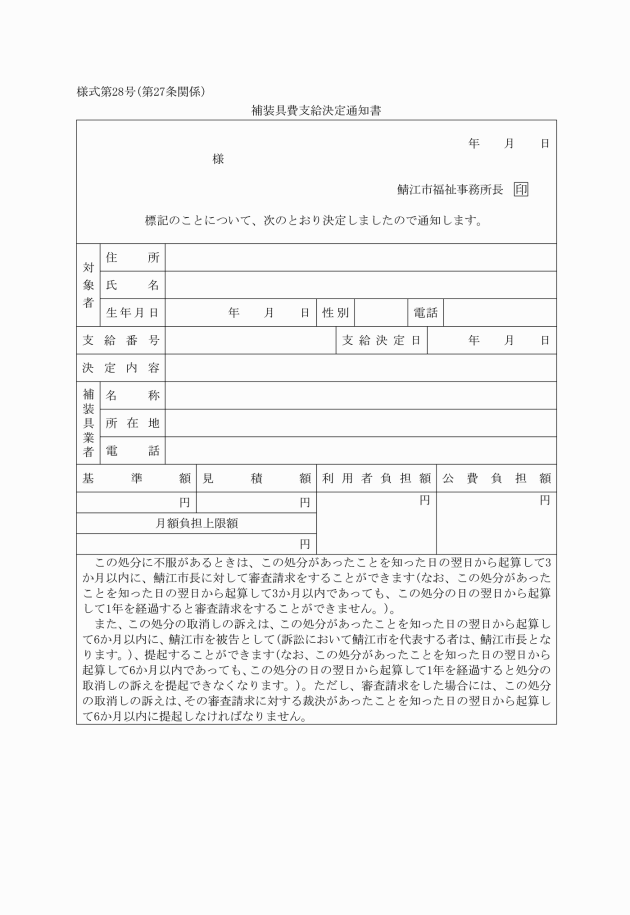 様式第28号(第27条関係)
補装具費支給決定通知書
年　月　日
様
鯖江市福祉事務所長　印
標記のことについて、次のとおり決定しましたので通知します。
対象者
住所
氏名
生年月日　年　月　日　性別　電話
支給番号　支給決定日　年　月　日
決定内容
補装具業者
名称
所在地
電話
基準額　見積額　利用者負担額　公費負担額
円　円　円　円
月額負担上限額
円
この処分に不服があるときは、この処分があったことを知った日の翌日から起算して3
か月以内に、鯖江市長に対して審査請求をすることができます(なお、この処分があった
ことを知った日の翌日から起算して3か月以内であっても、この処分の日の翌日から起算
して1年を経過すると審査請求をすることができません。)。
また、この処分の取消しの訴えは、この処分があったことを知った日の翌日から起算し
て6か月以内に、鯖江市を被告として(訴訟において鯖江市を代表する者は、鯖江市長とな
ります。)、提起することができます(なお、この処分があったことを知った日の翌日から
起算して6か月以内であっても、この処分の日の翌日から起算して1年を経過すると処分の
取消しの訴えを提起できなくなります。)。ただし、審査請求をした場合には、この処分
の取消しの訴えは、その審査請求に対する裁決があったことを知った日の翌日から起算し
て6か月以内に提起しなければなりません。